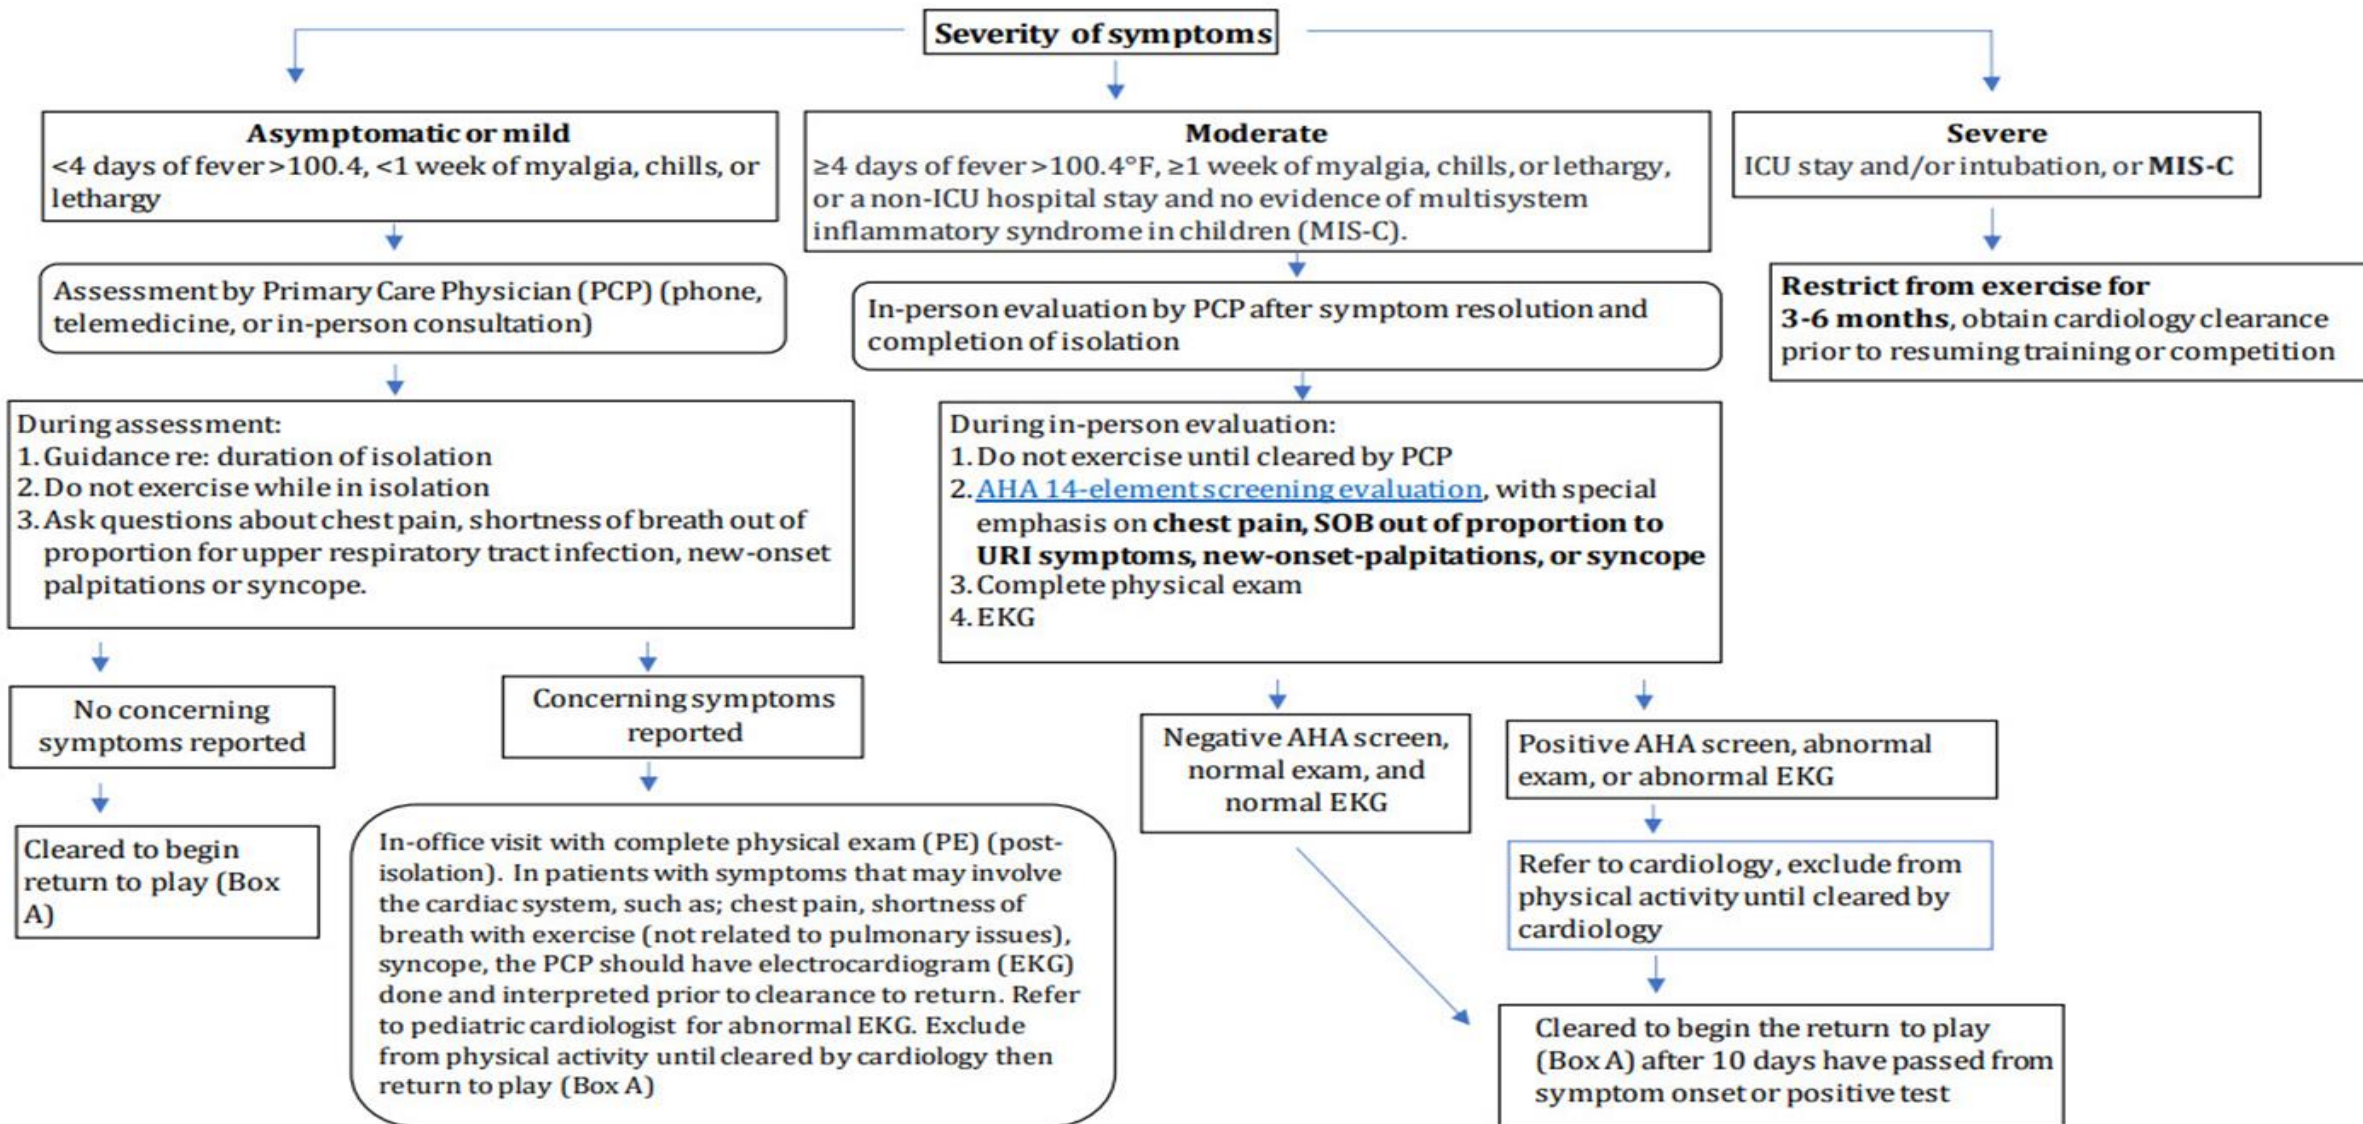 Severity of symptoms
Asymptomatic or mild
<4 days of fever >100.4, <1 week of myalgia, chills, or
lethargy
Moderate
≥4 days of fever >100.4°F, ≥1 week of myalgia, chills, or lethargy,
or a non-ICU hospital stay and no evidence of multisystem
inflammatory syndrome in children (MIS-C).
Severe
ICU stay and/or intubation, or MIS-C
Assessment by Primary Care Physician (PCP) (phone,
telemedicine, or in-person consultation)
In-person evaluation by PCP after symptom resolution and
completion of isolation
Restrict from exercise for
3-6 months, obtain cardiology clearance
prior to resuming training or competition
During assessment:
1. Guidance re: duration of isolation
2. Do not exercise while in isolation
3. Ask questions about chest pain, shortness of breath out of
proportion for upper respiratory tract infection, new-onset
palpitations or syncope.
During in-person evaluation:
1. Do not exercise until cleared by PCP
2. AHA 14-element screening evaluation, with special
emphasis on chest pain, SOB out of proportion to
URI symptoms, new-onset-palpitations, or syncope
3. Complete physical exam
4. EKG
No concerning
symptoms reported
Concerning symptoms
reported
Negative AHA screen,
normal exam, and
normal EKG
Positive AHA screen, abnormal
exam, or abnormal EKG
Cleared to begin
return to play (Box
A)
In-office visit with complete physical exam (PE) (post-
isolation). In patients with symptoms that may involve
the cardiac system, such as; chest pain, shortness of
breath with exercise (not related to pulmonary issues),
syncope, the PCP should have electrocardiogram (EKG)
done and interpreted prior to clearance to return. Refer
to pediatric cardiologist for abnormal EKG. Exclude
from physical activity until cleared by cardiology then
return to play (Box A)
Refer to cardiology, exclude from
physical activity until cleared by
cardiology
Cleared to begin the return to play
(Box A) after 10 days have passed from
symptom onset or positive test